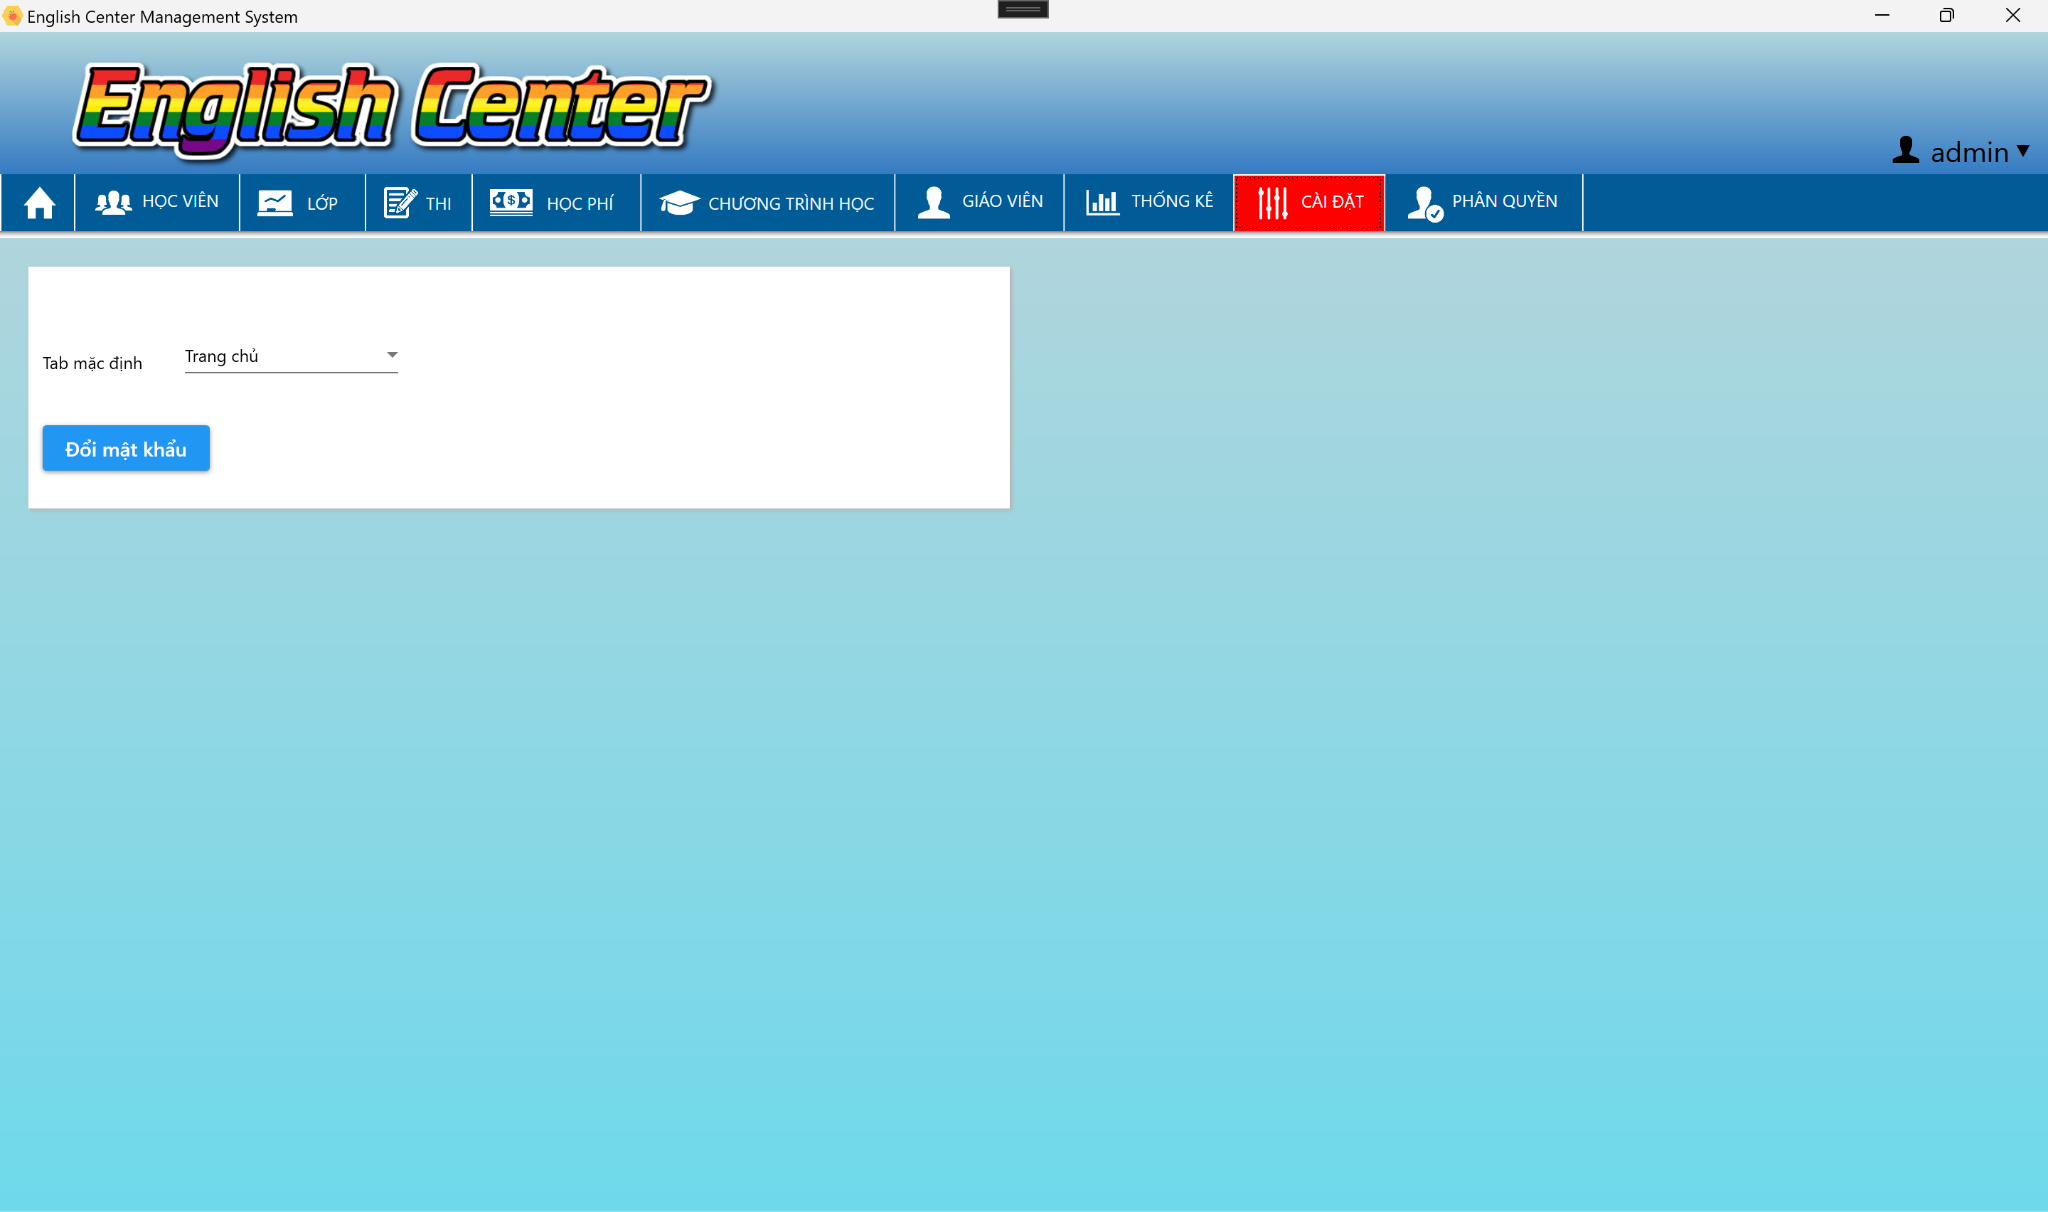 English Center Management System
English Center
admin
HỌC VIÊN LỚP THI HỌC PHÍ CHƯƠNG TRÌNH HỌC GIÁO VIÊN THỐNG KÊ CÀI ĐẶT PHÂN QUYỀN
Tab mặc định Trang chủ
Đổi mật khẩu